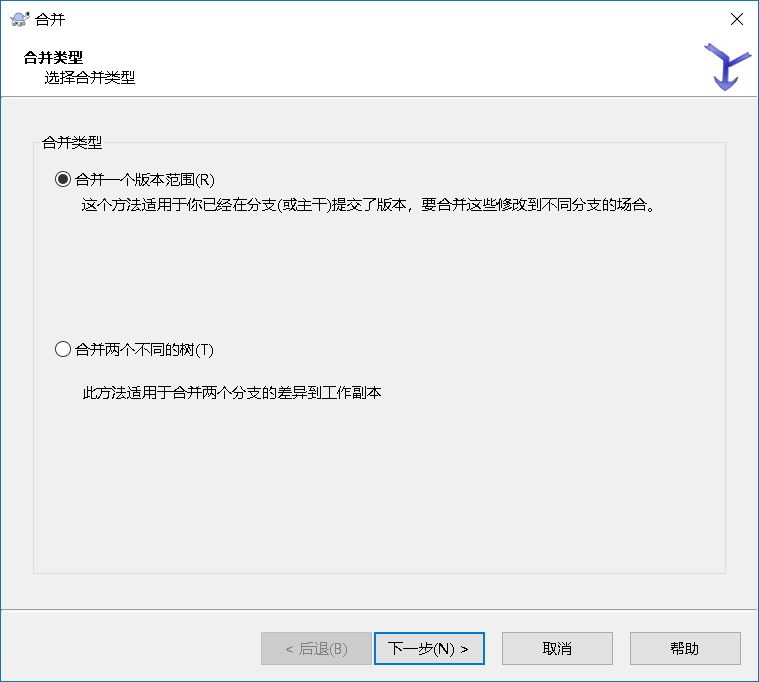 合并
合并类型
选择合并类型
合并类型
合并一个版本范围(R)
这个方法适用于你已经在分支(或主干)提交了版本，要合并这些修改到不同分支的场合。
合并两个不同的树(T)
此方法适用于合并两个分支的差异到工作副本
< 后退(B)
下一步(N) >
取消
帮助